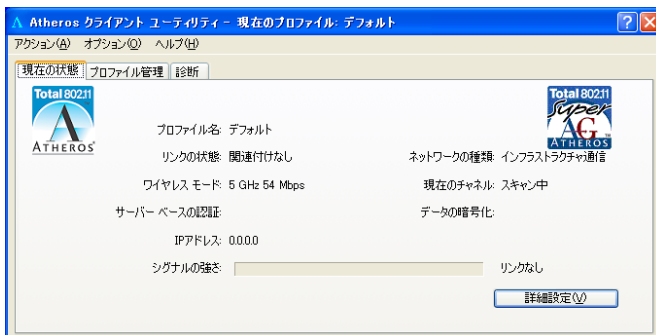 Atheros クライアント ユーティリティ - 現在のプロファイル: デフォルト
アクション(A) オプション(O) ヘルプ(H)
現在の状態 プロファイル管理 診断
Total 802.11
ATHEROS
Total 802.11
Super
AG
ATHEROS
プロファイル名: デフォルト
リンクの状態: 関連付けなし
ネットワークの種類: インフラストラクチャ通信
ワイヤレス モード: 5 GHz 54 Mbps
現在のチャネル: スキャン中
サーバー ベースの認証:
データの暗号化:
IPアドレス: 0.0.0.0
シグナルの強さ:
リンクなし
詳細設定(V)